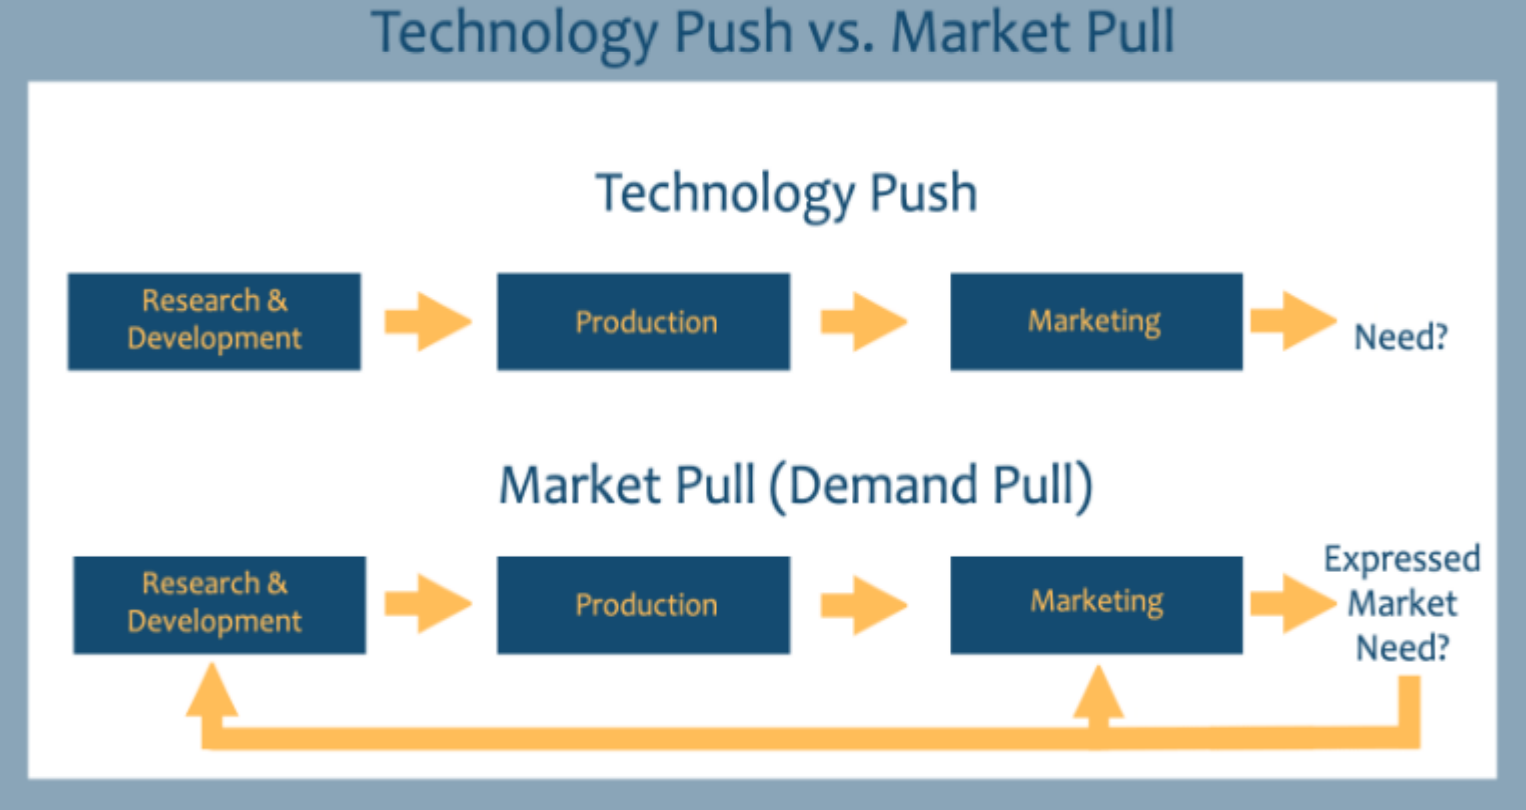 Technology Push vs. Market Pull
Technology Push
Research &
Development
Production
Marketing
Need?
Market Pull (Demand Pull)
Research &
Development
Production
Marketing
Expressed
Market
Need?